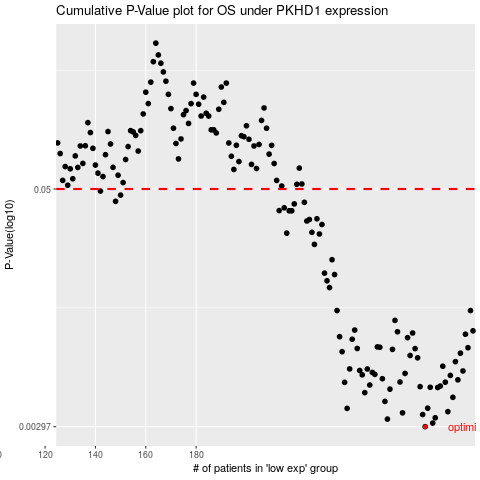 Cumulative P-Value plot for OS under PKHD1 expression
P-Value(log10)
0.05
0.00297
optimi
0 120 140 160 180
# of patients in 'low exp' group